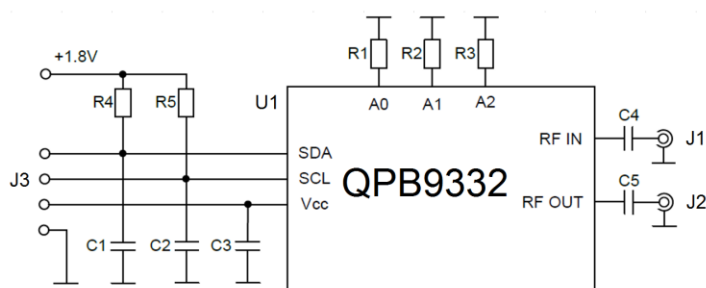 +1.8V
R1
R2
R3
R4
R5
U1
A0
A1
A2
C4
RF IN
J1
SDA
J3
SCL
QPB9332
C5
Vcc
RF OUT
J2
C1
C2
C3